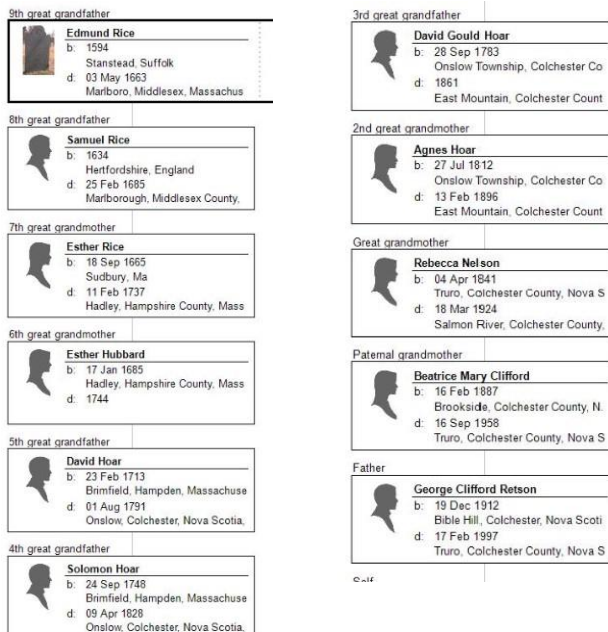 9th great grandfather
Edmund Rice
b: 1594
Stanstead, Suffolk
d: 03 May 1663
Marlboro, Middlesex, Massachus
8th great grandfather
Samuel Rice
b: 1634
Hertfordshire, England
d: 25 Feb 1685
Marlborough, Middlesex County,
7th great grandmother
Esther Rice
b: 18 Sep 1665
Sudbury, Ma
d: 11 Feb 1737
Hadley, Hampshire County, Mass
6th great grandmother
Esther Hubbard
b: 17 Jan 1685
Hadley, Hampshire County, Mass
d: 1744
5th great grandfather
David Hoar
b: 23 Feb 1713
Brimfield, Hampden, Massachuse
d: 01 Aug 1791
Onslow, Colchester, Nova Scotia,
4th great grandfather
Solomon Hoar
b: 24 Sep 1748
Brimfield, Hampden, Massachuse
d: 09 Apr 1828
Onslow, Colchester, Nova Scotia,
3rd great grandfather
David Gould Hoar
b: 28 Sep 1783
Onslow Township, Colchester Co
d: 1861
East Mountain, Colchester Count
2nd great grandmother
Agnes Hoar
b: 27 Jul 1812
Onslow Township, Colchester Co
d: 13 Feb 1896
East Mountain, Colchester Count
Great grandmother
Rebecca Nelson
b: 04 Apr 1841
Truro, Colchester County, Nova S
d: 18 Mar 1924
Salmon River, Colchester County,
Paternal grandmother
Beatrice Mary Clifford
b: 16 Feb 1887
Brookside, Colchester County, N.
d: 16 Sep 1958
Truro, Colchester County, Nova S
Father
George Clifford Retson
b: 19 Dec 1912
Bible Hill, Colchester, Nova Scoti
d: 17 Feb 1997
Truro, Colchester County, Nova S
Self